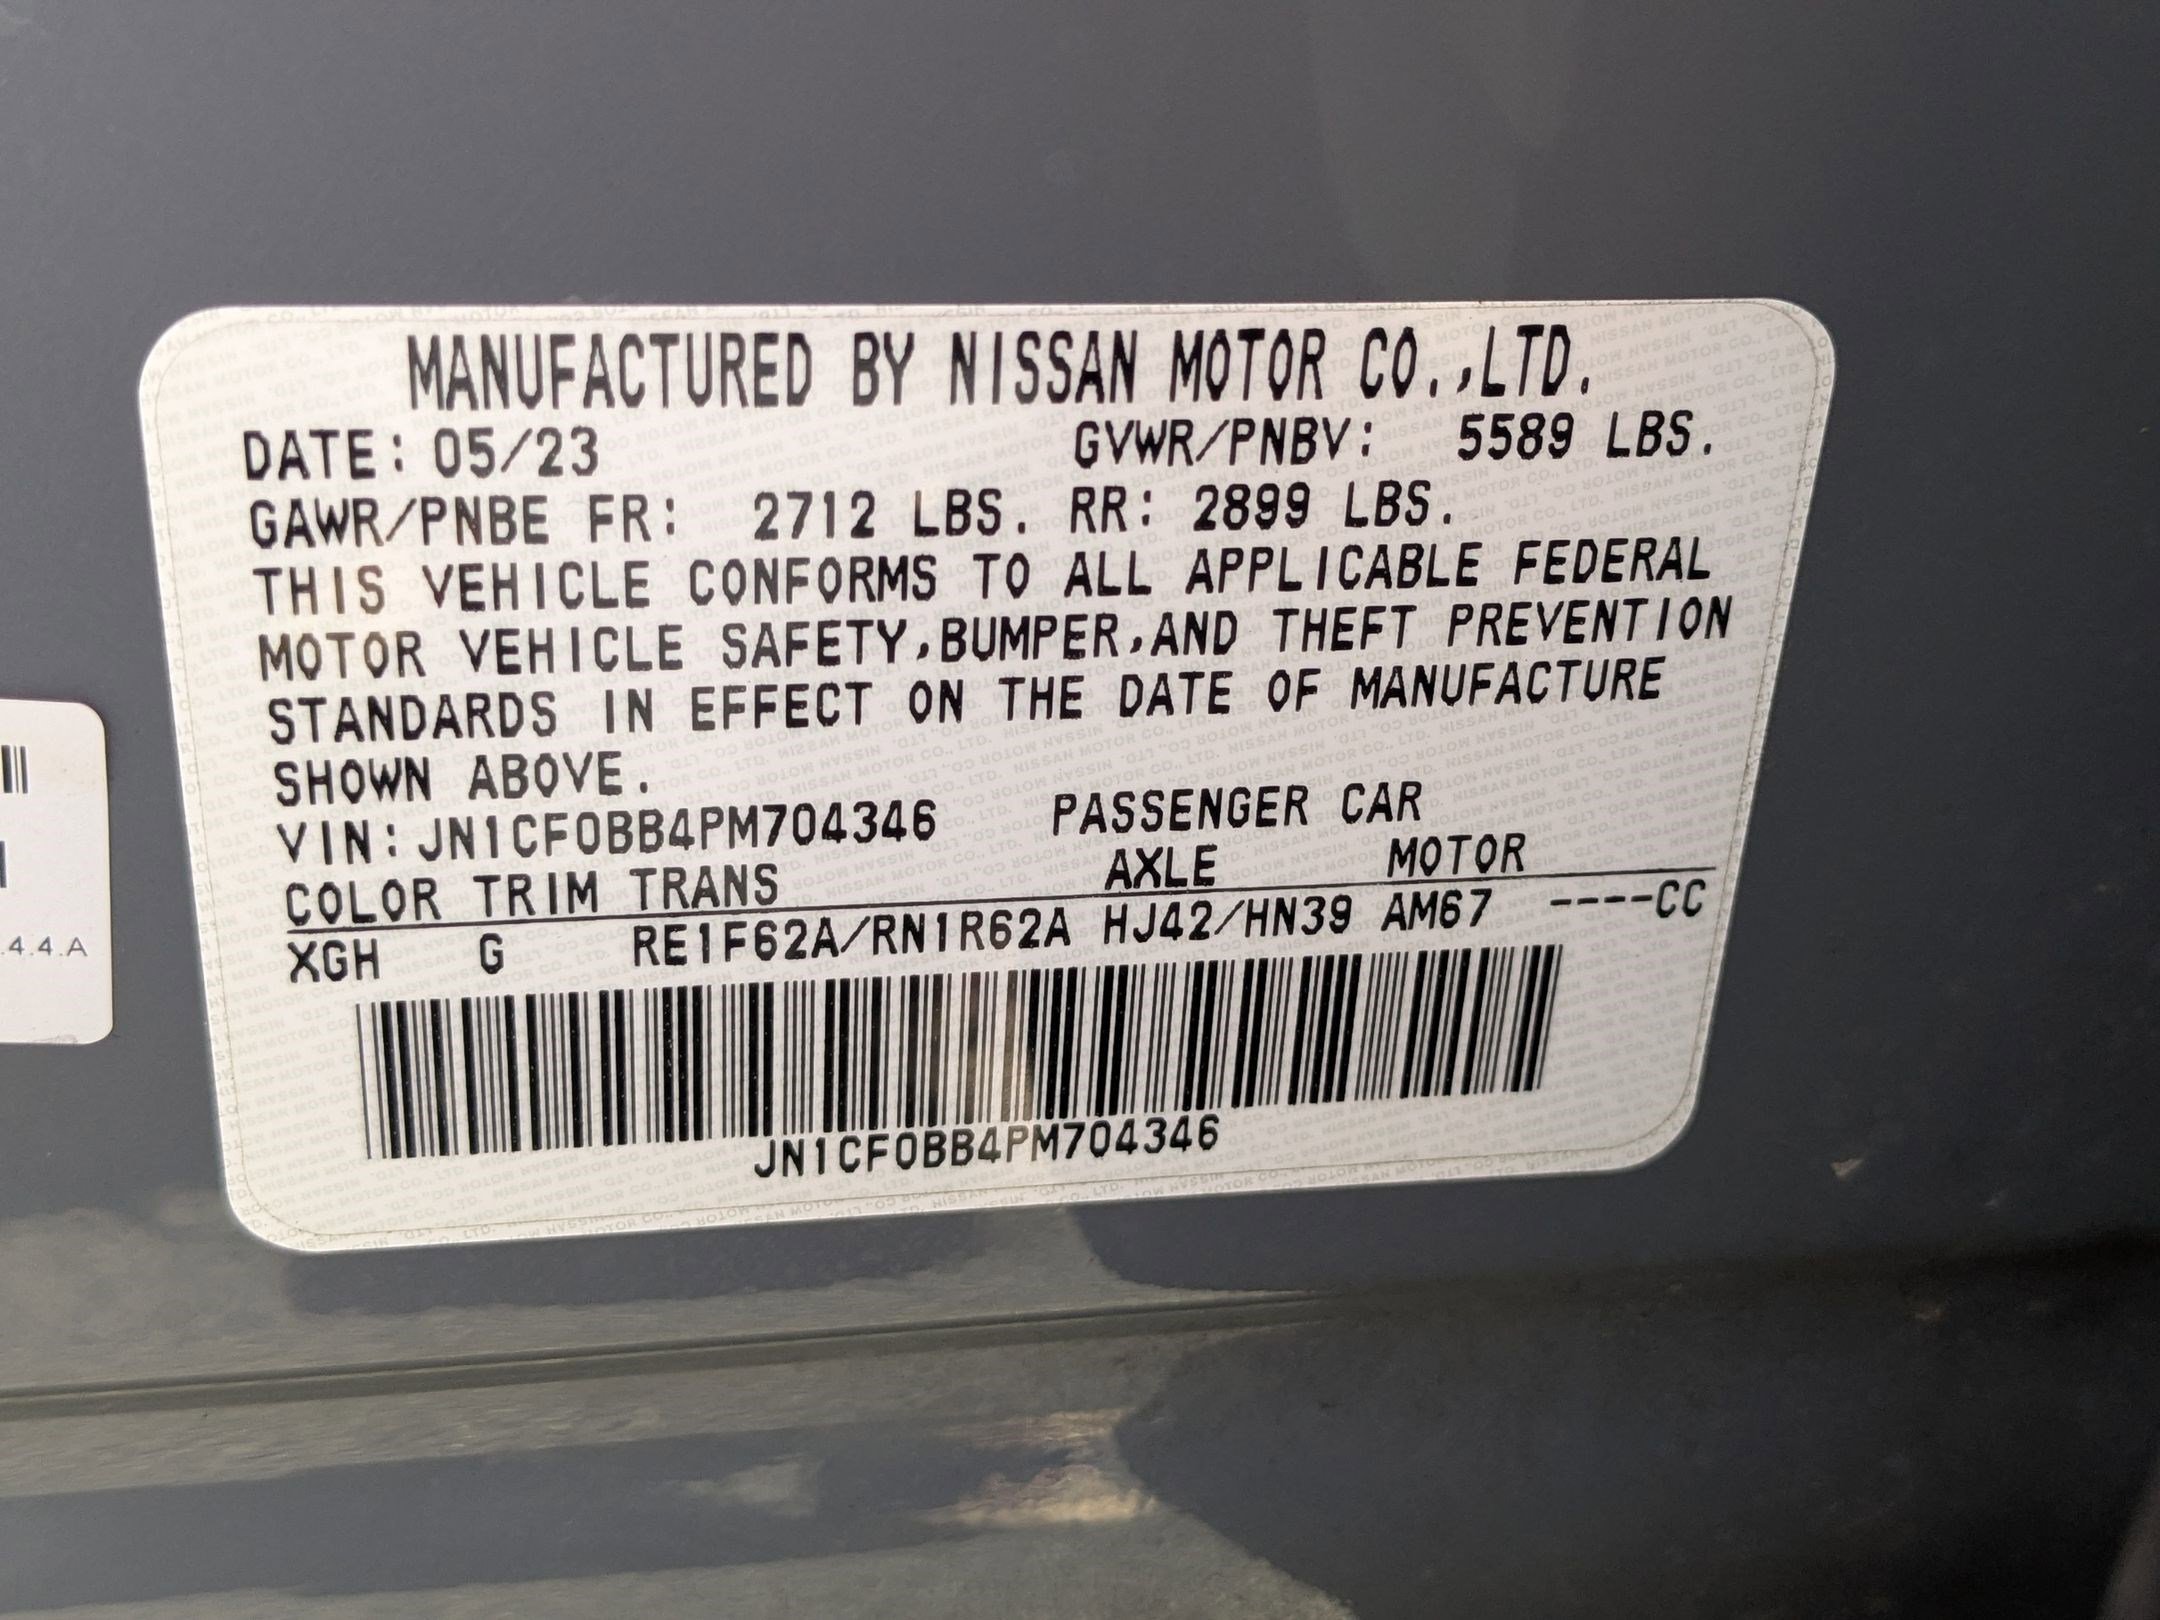 MANUFACTURED BY NISSAN MOTOR CO.,LTD.
DATE: 05/23 GVWR/PNBV: 5589 LBS.
GAWR/PNBE FR: 2712 LBS. RR: 2899 LBS.
THIS VEHICLE CONFORMS TO ALL APPLICABLE FEDERAL
MOTOR VEHICLE SAFETY,BUMPER,AND THEFT PREVENTION
STANDARDS IN EFFECT ON THE DATE OF MANUFACTURE
SHOWN ABOVE.
VIN:JN1CF0BB4PM704346 PASSENGER CAR
COLOR TRIM TRANS AXLE MOTOR
XGH G RE1F62A/RN1R62A HJ42/HN39 AM67 ----CC
JN1CF0BB4PM704346
.4.4.A